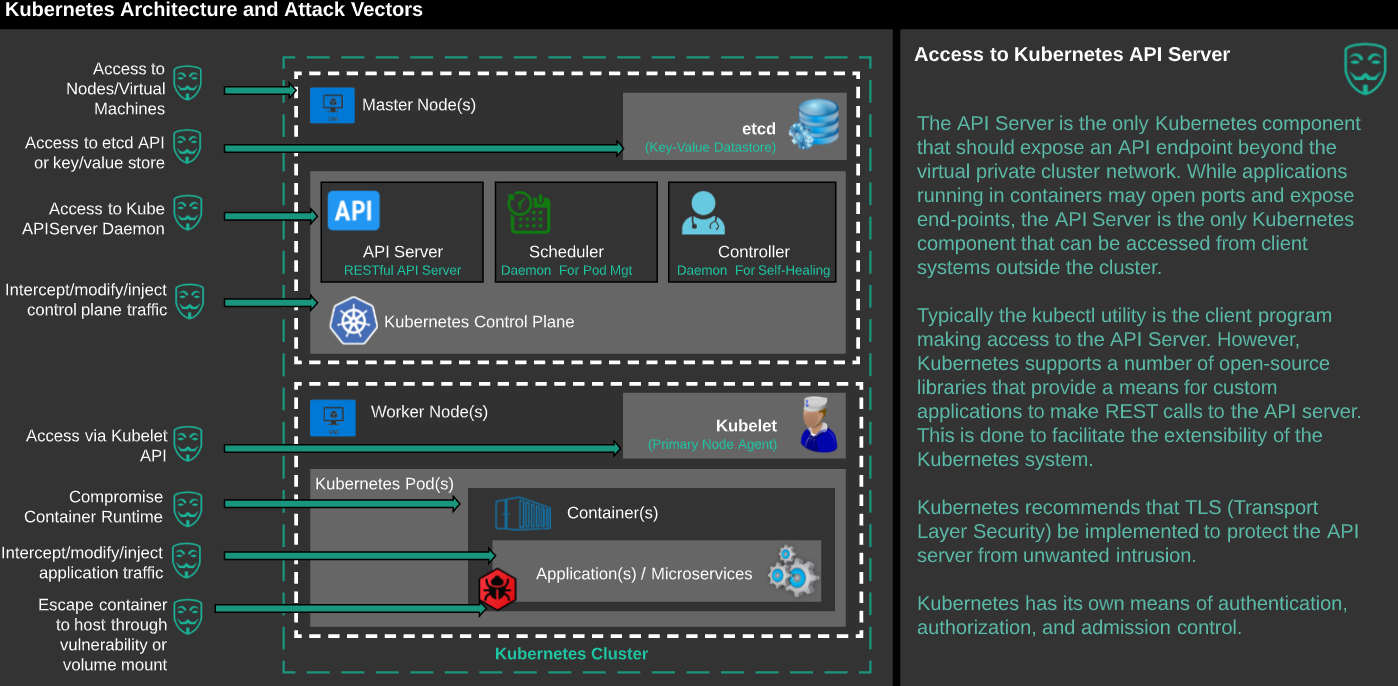 Kubernetes Architecture and Attack Vectors
Access to
Nodes/Virtual
Machines
Access to etcd API
or key/value store
Access to Kube
APIServer Daemon
Intercept/modify/inject
control plane traffic
Access via Kubelet
API
Compromise
Container Runtime
Intercept/modify/inject
application traffic
Escape container
to host through
vulnerability or
volume mount
Master Node(s)
etcd
(Key-Value Datastore)
API
API Server
RESTful API Server
Scheduler
Daemon For Pod Mgt
Controller
Daemon For Self-Healing
Kubernetes Control Plane
Worker Node(s)
Kubelet
(Primary Node Agent)
Kubernetes Pod(s)
Container(s)
Application(s) / Microservices
Kubernetes Cluster
Access to Kubernetes API Server
The API Server is the only Kubernetes component
that should expose an API endpoint beyond the
virtual private cluster network. While applications
running in containers may open ports and expose
end-points, the API Server is the only Kubernetes
component that can be accessed from client
systems outside the cluster.
Typically the kubectl utility is the client program
making access to the API Server. However,
Kubernetes supports a number of open-source
libraries that provide a means for custom
applications to make REST calls to the API server.
This is done to facilitate the extensibility of the
Kubernetes system.
Kubernetes recommends that TLS (Transport
Layer Security) be implemented to protect the API
server from unwanted intrusion.
Kubernetes has its own means of authentication,
authorization, and admission control.